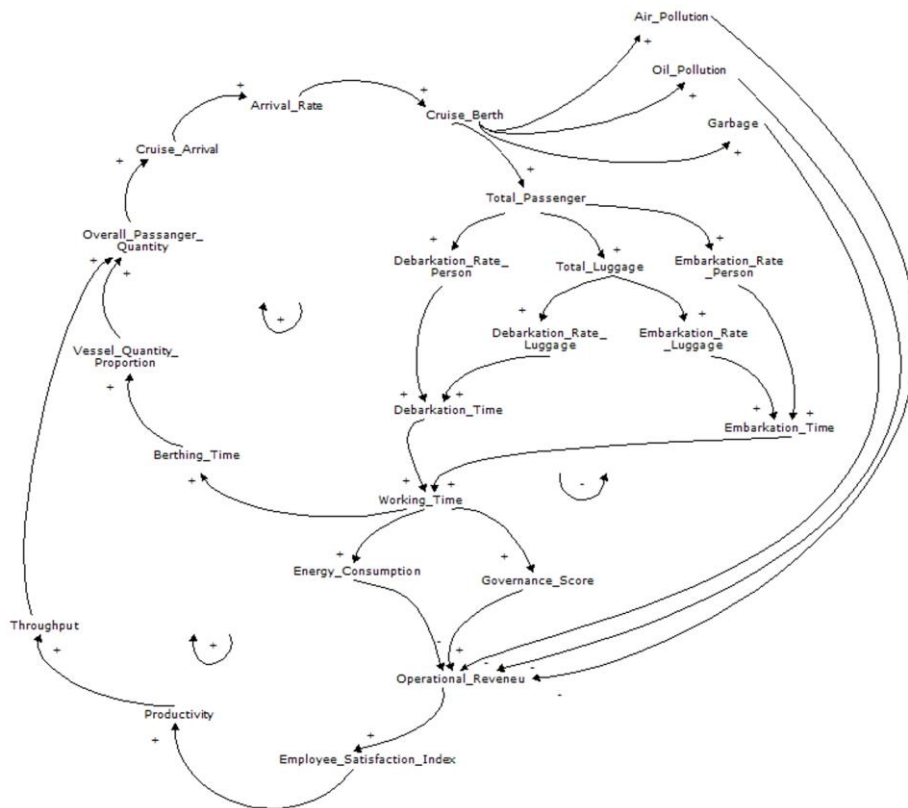 Air_Pollution
+
Oil_Pollution
+
+
Arrival_Rate
+
Cruise_Berth
Garbage
+
+
Cruise_Arrival
+
Total_Passenger
Overall_Passanger_
Quantity
+
+
+
Debarkation_Rate_
Person
+
Total_Luggage
+
Embarkation_Rate
_Person
+
Vessel_Quantity_
Proportion
+
+
Debarkation_Rate_
Luggage
+
Embarkation_Rate
_Luggage
+
+
+
Debarkation_Time
+
+
Embarkation_Time
Berthing_Time
+
+
+
Working_Time
-
+
Energy_Consumption
+
Governance_Score
Throughput
+
+
-
+
-
-
-
Operational_Reveneu
Productivity
+
+
Employee_Satisfaction_Index